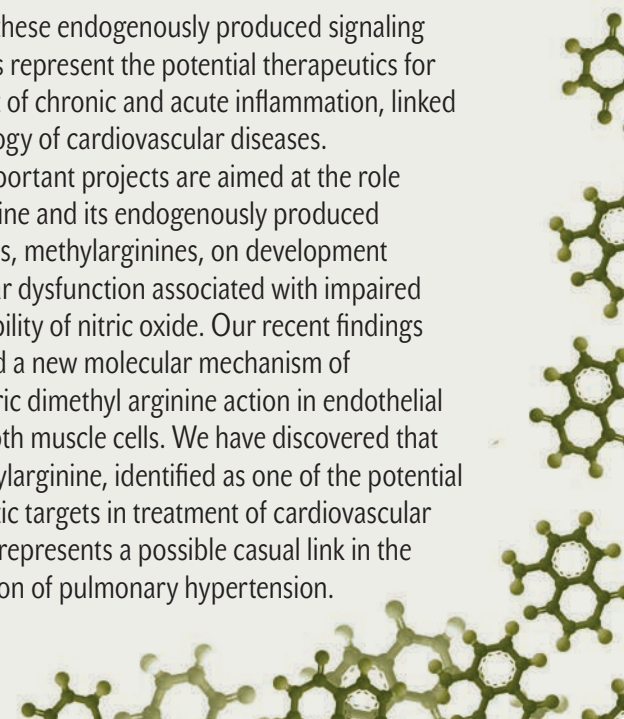 these endogenously produced signaling
s represent the potential therapeutics for
t of chronic and acute inflammation, linked
ogy of cardiovascular diseases.
portant projects are aimed at the role
ine and its endogenously produced
s, methylarginines, on development
ar dysfunction associated with impaired
bility of nitric oxide. Our recent findings
d a new molecular mechanism of
ric dimethyl arginine action in endothelial
oth muscle cells. We have discovered that
ylarginine, identified as one of the potential
tic targets in treatment of cardiovascular
represents a possible casual link in the
on of pulmonary hypertension.